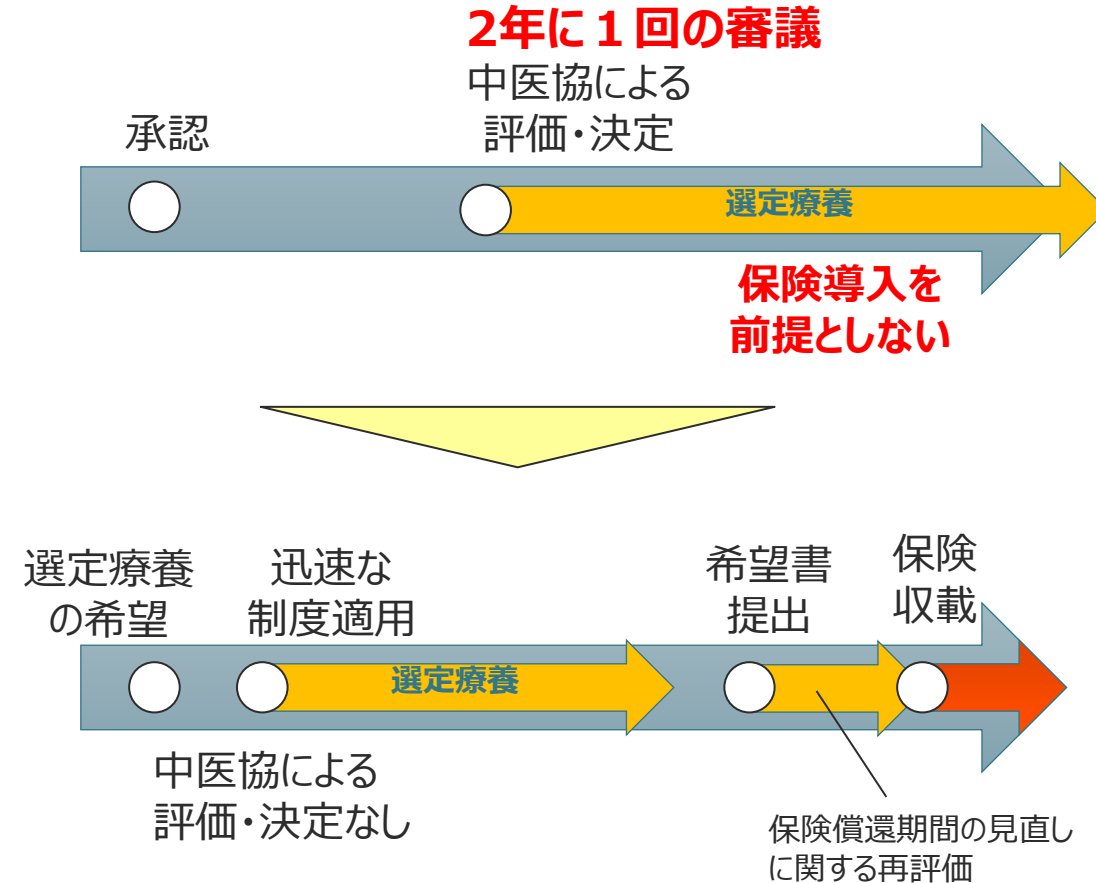 2年に１回の審議
中医協による
評価・決定
承認
選定療養
保険導入を
前提としない
選定療養
の希望
迅速な
制度適用
希望書
提出
保険
収載
選定療養
中医協による
評価・決定なし
保険償還期間の見直し
に関する再評価